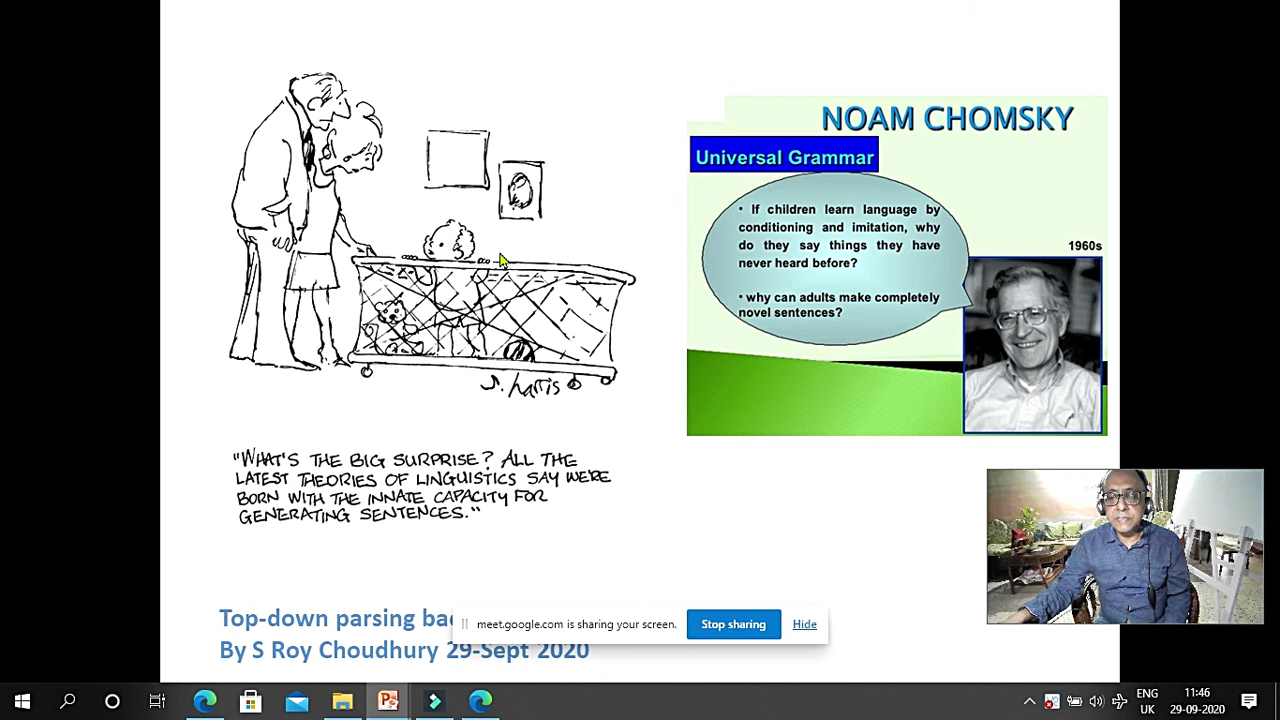 NOAM CHOMSKY
Universal Grammar
• If children learn language by
conditioning and imitation, why
do they say things they have
never heard before?
• why can adults make completely
novel sentences?
1960s
S. harris
"WHAT'S THE BIG SURPRISE? ALL THE
LATEST THEORIES OF LINGUISTICS SAY WE'RE
BORN WITH THE INNATE CAPACITY FOR
GENERATING SENTENCES."
Top-down parsing
By S Roy Choudhury 29-Sept 2020
meet.google.com is sharing your screen.
Stop sharing
Hide
ENG
UK
11:46
29-09-2020